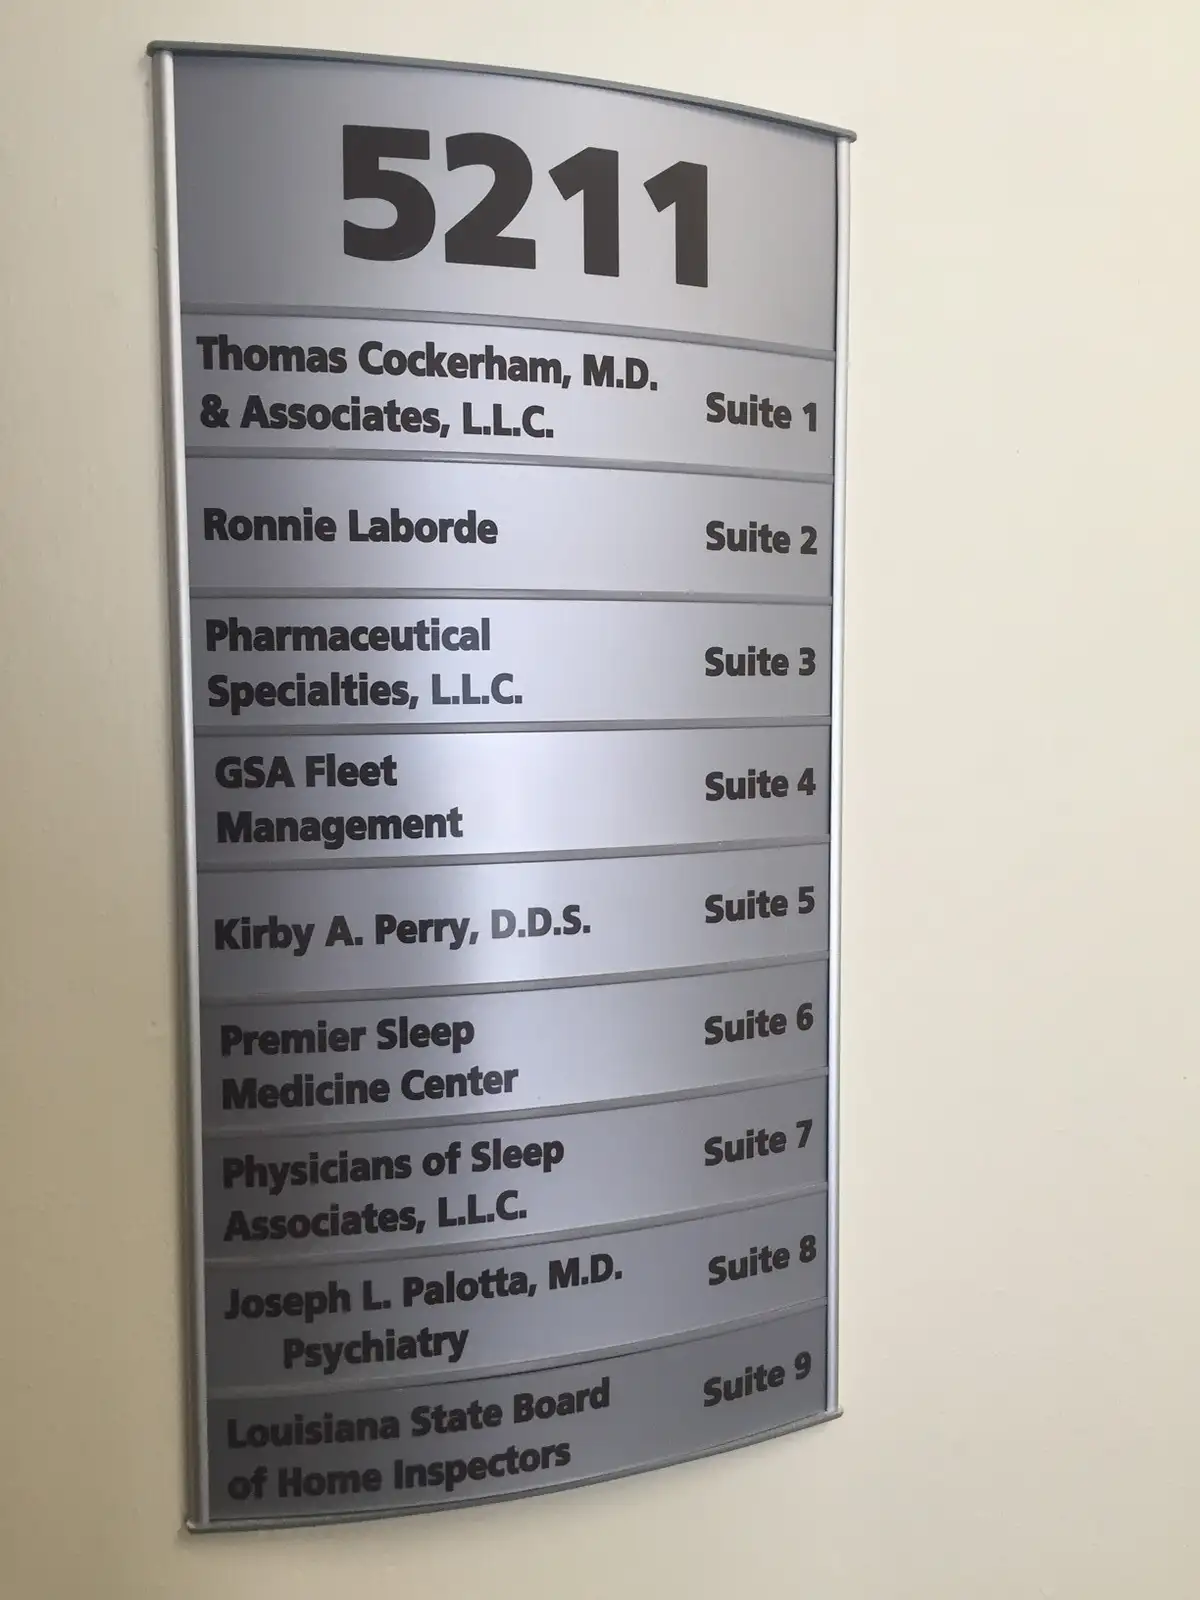 5211
Thomas Cockerham, M.D.
& Associates, L.L.C.
Suite 1
Ronnie Laborde
Suite 2
Pharmaceutical
Specialties, L.L.C.
Suite 3
GSA Fleet
Management
Suite 4
Kirby A. Perry, D.D.S.
Suite 5
Premier Sleep
Medicine Center
Suite 6
Physicians of Sleep
Associates, L.L.C.
Suite 7
Joseph L. Palotta, M.D.
Psychiatry
Suite 8
Louisiana State Board
of Home Inspectors
Suite 9